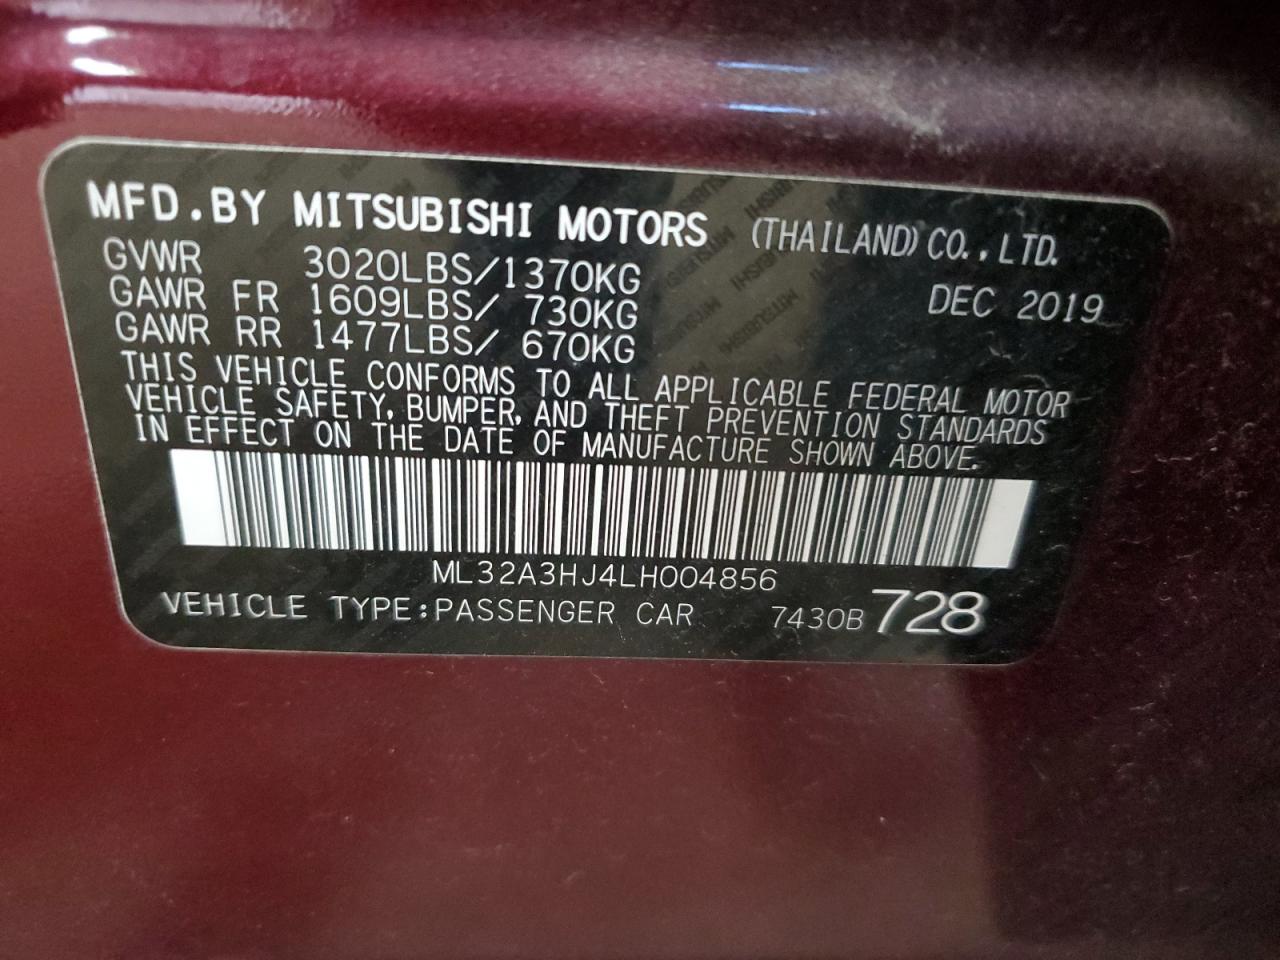 MFD.BY MITSUBISHI MOTORS (THAILAND) CO., LTD.
GVWR 3020LBS/1370KG
GAWR FR 1609LBS/ 730KG DEC 2019
GAWR RR 1477LBS/ 670KG
THIS VEHICLE CONFORMS TO ALL APPLICABLE FEDERAL MOTOR
VEHICLE SAFETY, BUMPER, AND THEFT PREVENTION STANDARDS
IN EFFECT ON THE DATE OF MANUFACTURE SHOWN ABOVE.
ML32A3HJ4LH004856
VEHICLE TYPE:PASSENGER CAR 7430B 728